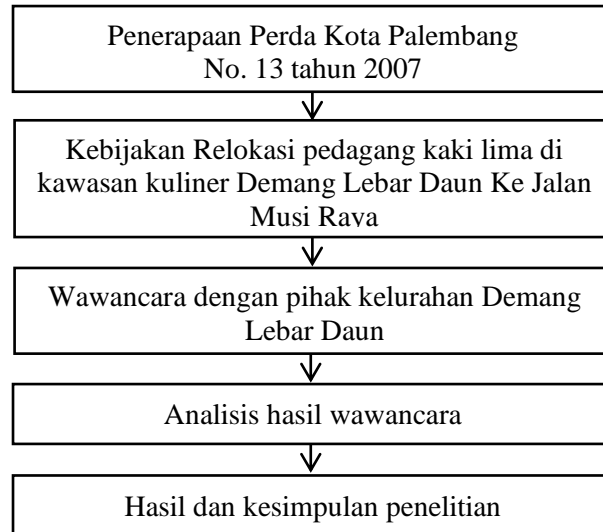 Penerapaan Perda Kota Palembang
No. 13 tahun 2007
Kebijakan Relokasi pedagang kaki lima di
kawasan kuliner Demang Lebar Daun Ke Jalan
Musi Raya
Wawancara dengan pihak kelurahan Demang
Lebar Daun
Analisis hasil wawancara
Hasil dan kesimpulan penelitian